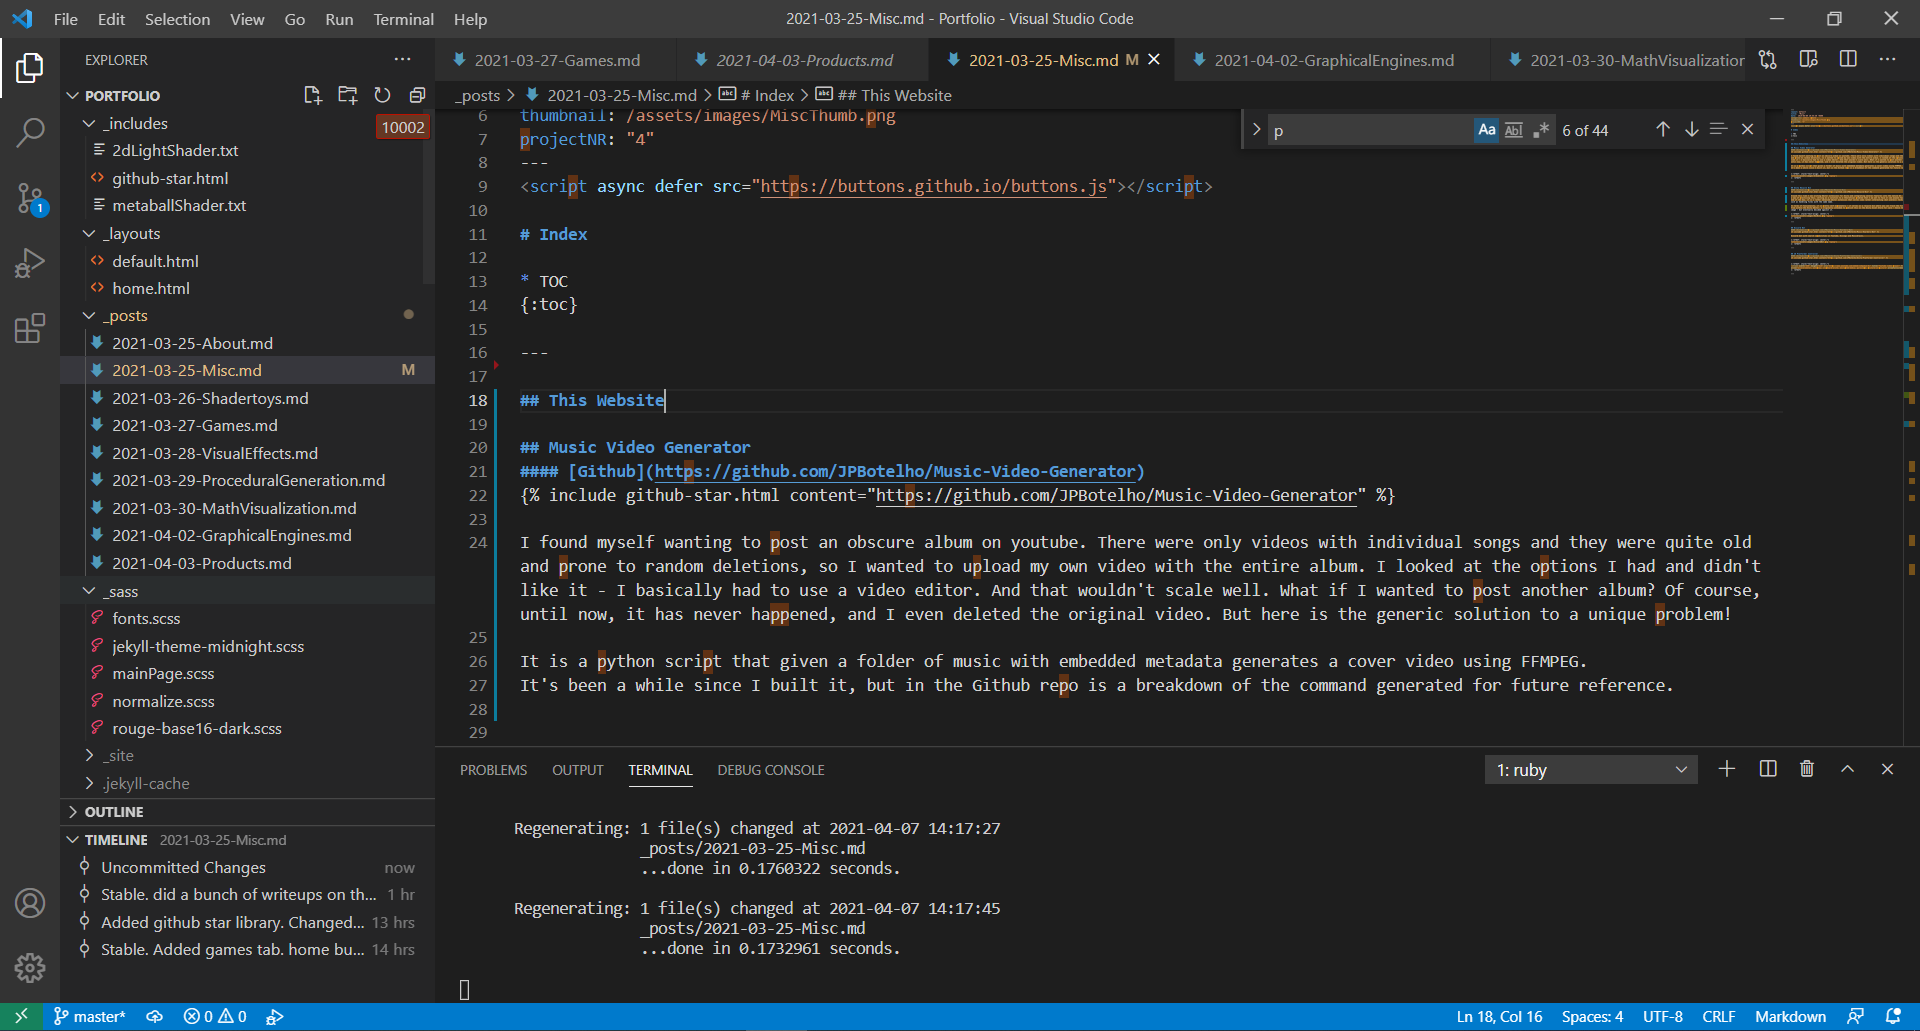 File Edit Selection View Go Run Terminal Help
2021-03-25-Misc.md - Portfolio - Visual Studio Code
EXPLORER
2021-03-27-Games.md
2021-04-03-Products.md
2021-03-25-Misc.md M
2021-04-02-GraphicalEngines.md
2021-03-30-MathVisualization
_posts > 2021-03-25-Misc.md > # Index > ## This Website
PORTFOLIO
_includes
10002
2dLightShader.txt
github-star.html
metaballShader.txt
_layouts
default.html
home.html
_posts
2021-03-25-About.md
2021-03-25-Misc.md M
2021-03-26-Shadertoys.md
2021-03-27-Games.md
2021-03-28-VisualEffects.md
2021-03-29-ProceduralGeneration.md
2021-03-30-MathVisualization.md
2021-04-02-GraphicalEngines.md
2021-04-03-Products.md
_sass
fonts.scss
jekyll-theme-midnight.scss
mainPage.scss
normalize.scss
rouge-base16-dark.scss
_site
.jekyll-cache
OUTLINE
TIMELINE 2021-03-25-Misc.md
Uncommitted Changes now
Stable. did a bunch of writeups on th... 1 hr
Added github star library. Changed... 13 hrs
Stable. Added games tab. home bu... 14 hrs
1
p
Aa Abl .* 6 of 44
6 thumbnail: /assets/images/MiscThumb.png
7 projectNR: "4"
8 ---
9 <script async defer src="https://buttons.github.io/buttons.js"></script>
10
11 # Index
12
13 * TOC
14 {:toc}
15
16 ---
17
18 ## This Website
19
20 ## Music Video Generator
21 #### [Github](https://github.com/JPBotelho/Music-Video-Generator)
22 {% include github-star.html content="https://github.com/JPBotelho/Music-Video-Generator" %}
23
24 I found myself wanting to post an obscure album on youtube. There were only videos with individual songs and they were quite old
and prone to random deletions, so I wanted to upload my own video with the entire album. I looked at the options I had and didn't
like it - I basically had to use a video editor. And that wouldn't scale well. What if I wanted to post another album? Of course,
until now, it has never happened, and I even deleted the original video. But here is the generic solution to a unique problem!
25
26 It is a python script that given a folder of music with embedded metadata generates a cover video using FFMPEG.
27 It's been a while since I built it, but in the Github repo is a breakdown of the command generated for future reference.
28
29
PROBLEMS OUTPUT TERMINAL DEBUG CONSOLE
1: ruby
Regenerating: 1 file(s) changed at 2021-04-07 14:17:27
_posts/2021-03-25-Misc.md
...done in 0.1760322 seconds.
Regenerating: 1 file(s) changed at 2021-04-07 14:17:45
_posts/2021-03-25-Misc.md
...done in 0.1732961 seconds.
master* 0 0
Ln 18, Col 16 Spaces: 4 UTF-8 CRLF Markdown